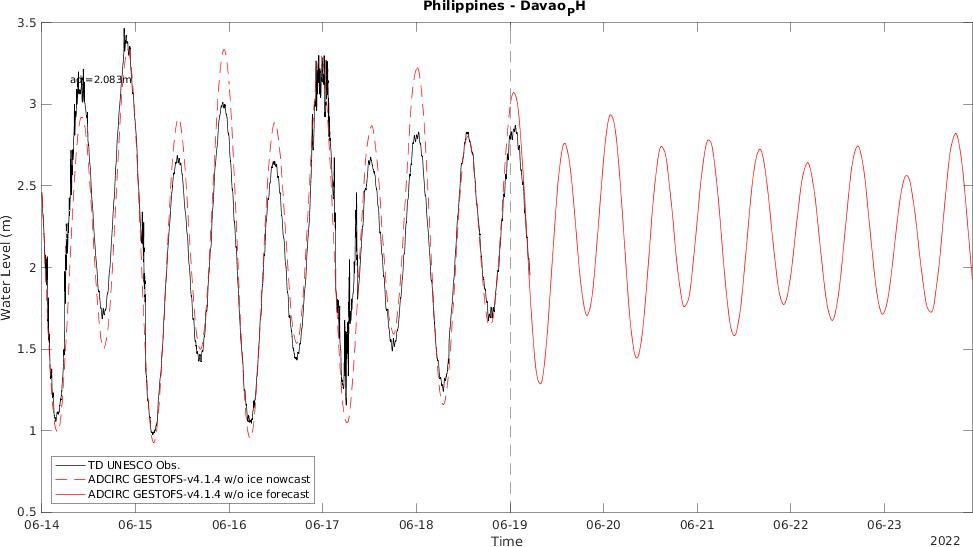 Philippines - Davao_PH
3.5
3
2.5
2
1.5
1
0.5
Water Level (m)
=2.083m
TD UNESCO Obs.
ADCIRC GESTOFS-v4.1.4 w/o ice nowcast
ADCIRC GESTOFS-v4.1.4 w/o ice forecast
06-14 06-15 06-16 06-17 06-18 06-19 06-20 06-21 06-22 06-23
Time
2022